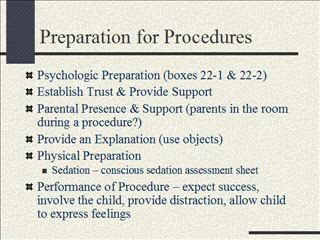 Preparation for Procedures
Psychologic Preparation (boxes 22-1 & 22-2)
Establish Trust & Provide Support
Parental Presence & Support (parents in the room
during a procedure?)
Provide an Explanation (use objects)
Physical Preparation
Sedation – conscious sedation assessment sheet
Performance of Procedure – expect success,
involve the child, provide distraction, allow child
to express feelings